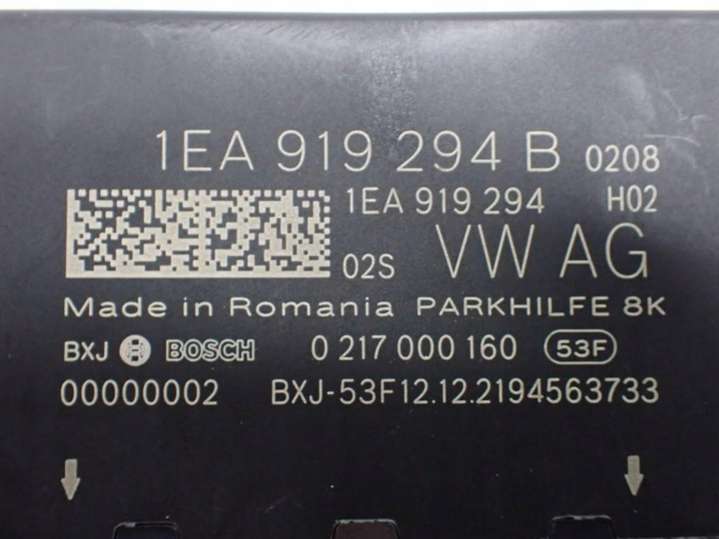 1EA 919 294 B 0208
1EA 919 294 H02
02S VW AG
Made in Romania PARKHILFE 8K
BXJ BOSCH 0 217 000 160 53F
00000002 BXJ-53F12.12.2194563733